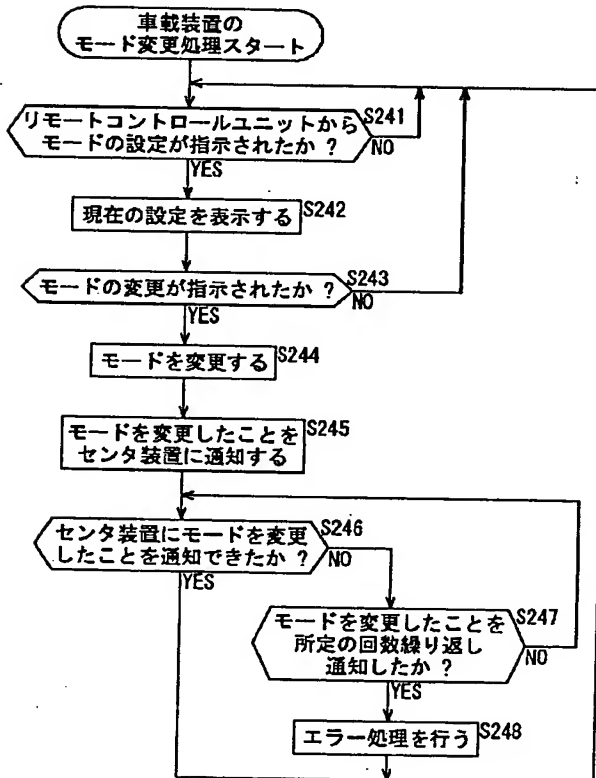 車載装置の
モード変更処理スタート
リモートコントロールユニットから
モードの設定が指示されたか ?
S241
NO
YES
現在の設定を表示する
S242
モードの変更が指示されたか ?
S243
NO
YES
モードを変更する
S244
モードを変更したことを
センタ装置に通知する
S245
センタ装置にモードを変更
したことを通知できたか ?
S246
NO
YES
モードを変更したことを
所定の回数繰り返し
通知したか ?
S247
NO
YES
エラー処理を行う
S248